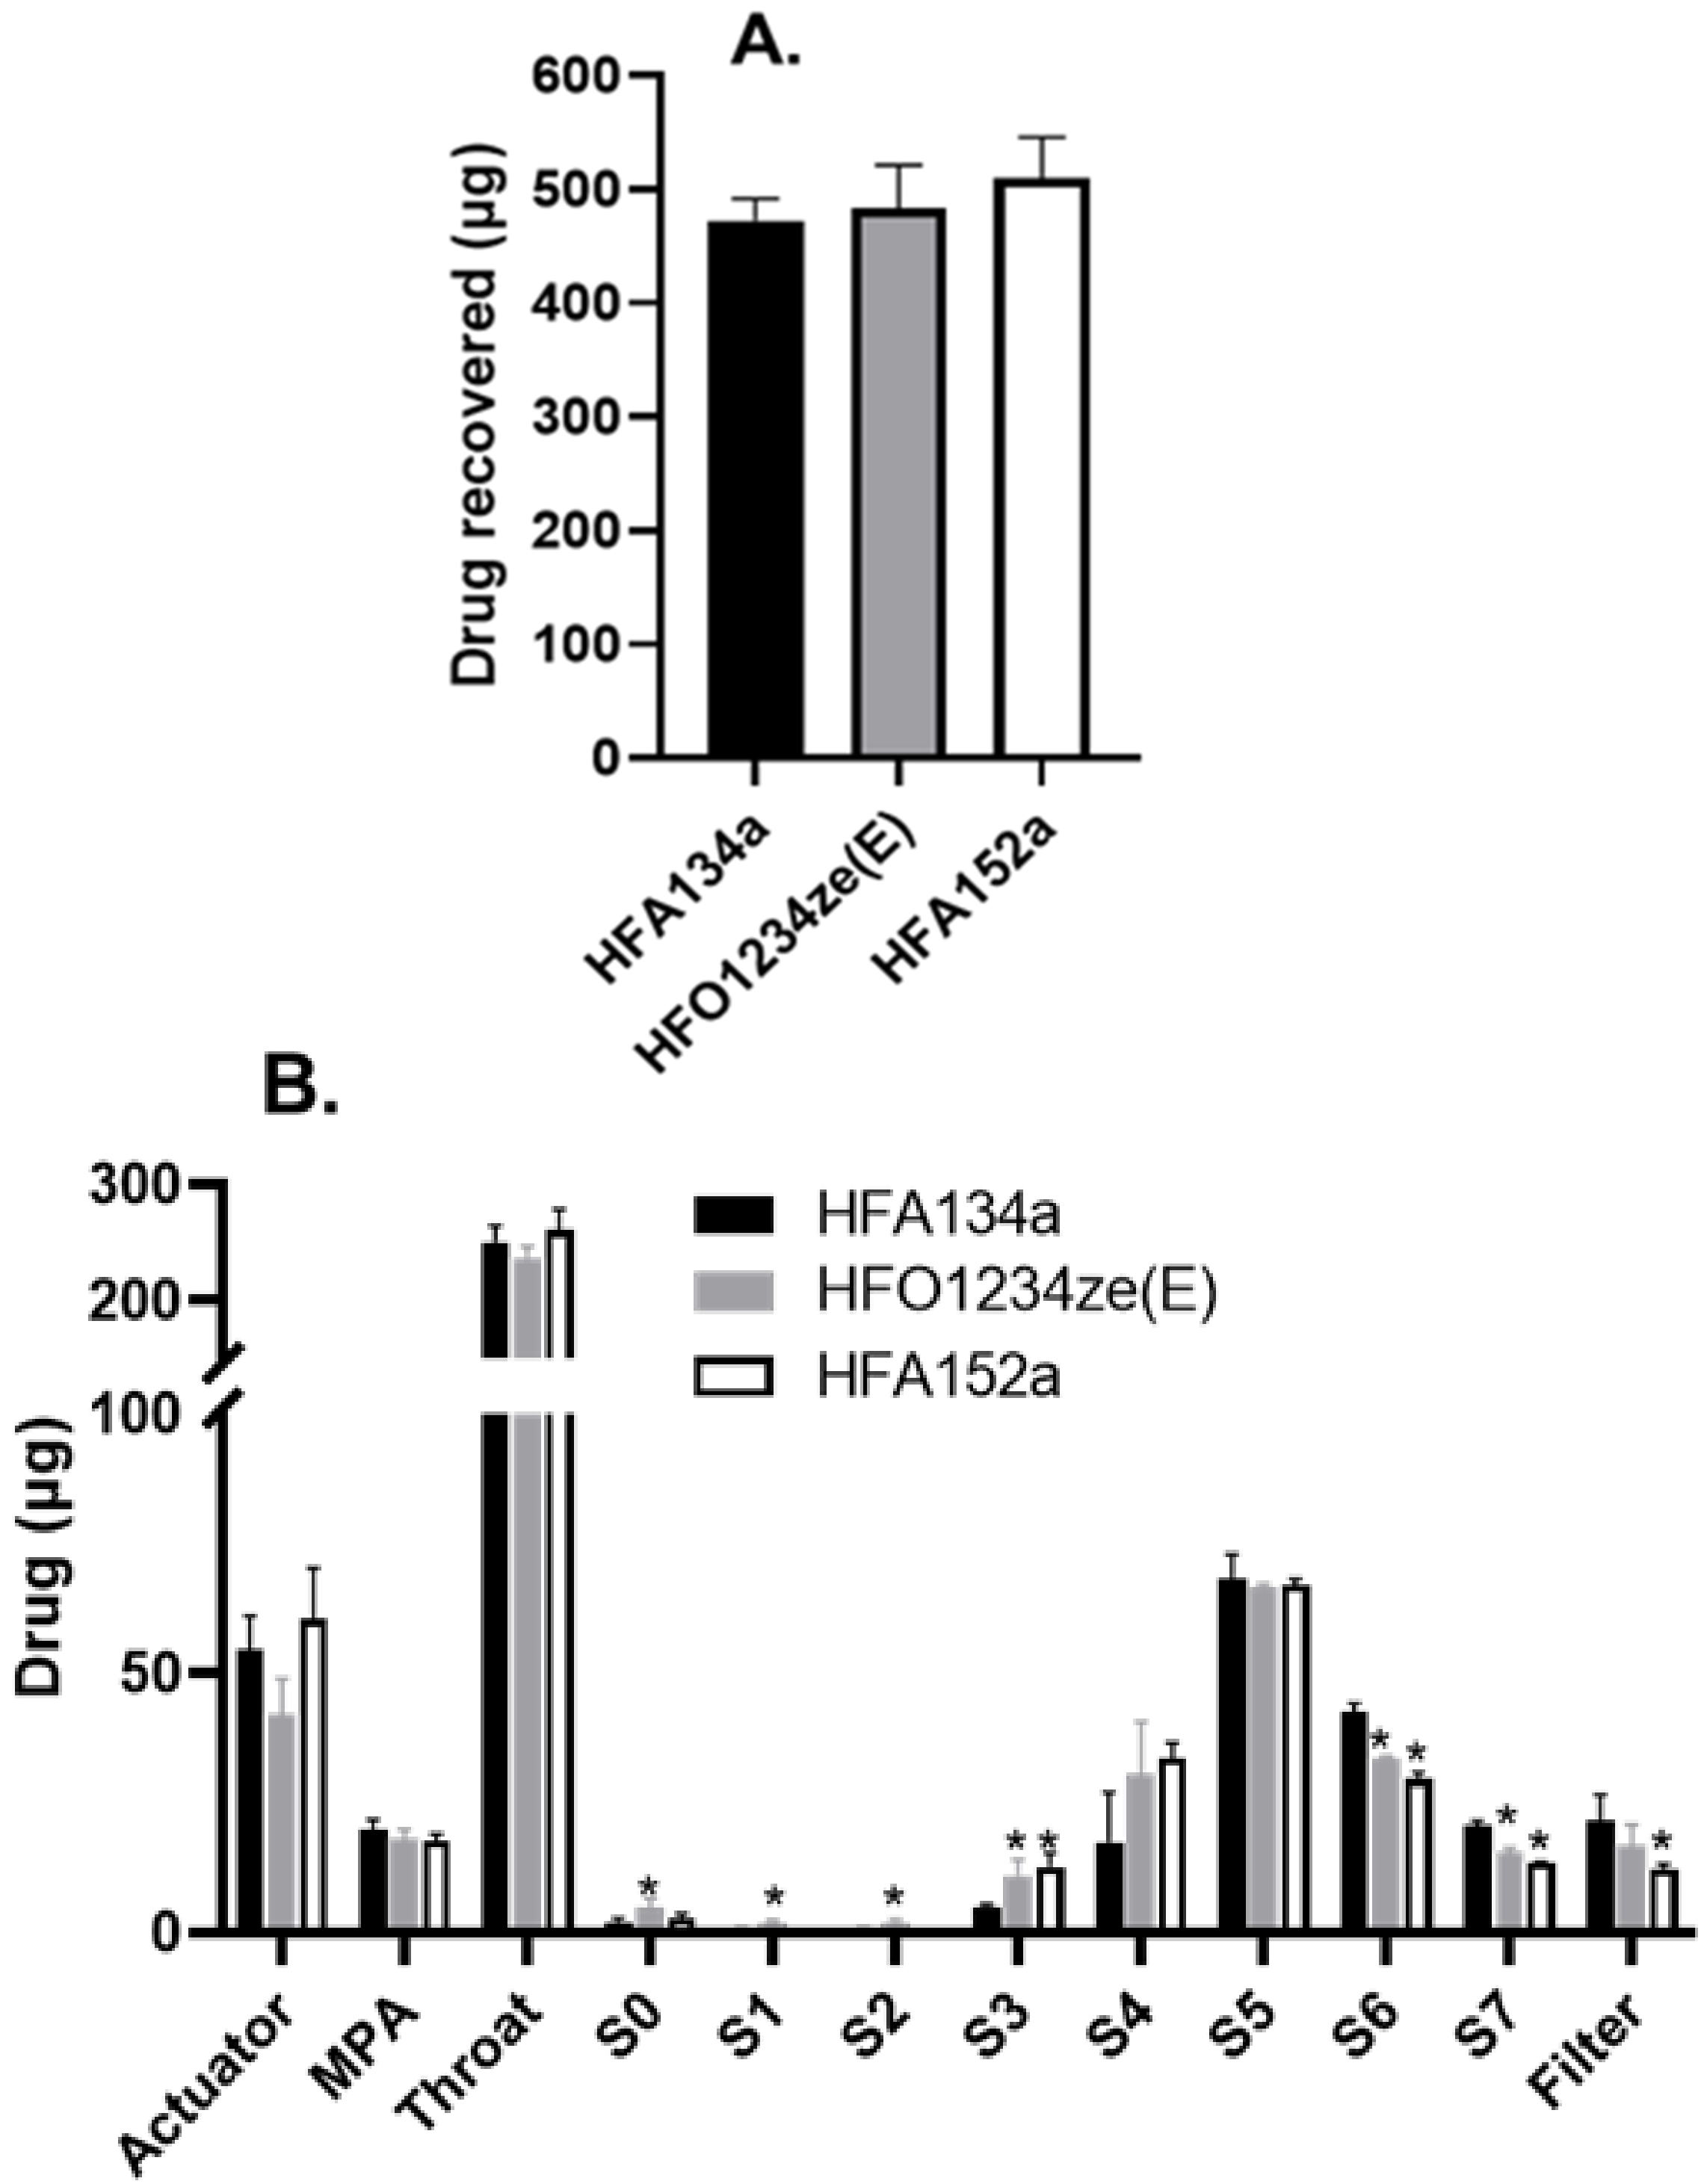 A.
600
500
400
300
200
100
0
Drug recovered (µg)
HFA134a
HFO1234ze(E)
HFA152a
B.
300
200
100
50
0
Drug (µg)
HFA134a
HFO1234ze(E)
HFA152a
* * * * * * * * * * *
Actuator
MPA
Throat
S0
S1
S2
S3
S4
S5
S6
S7
Fiilter